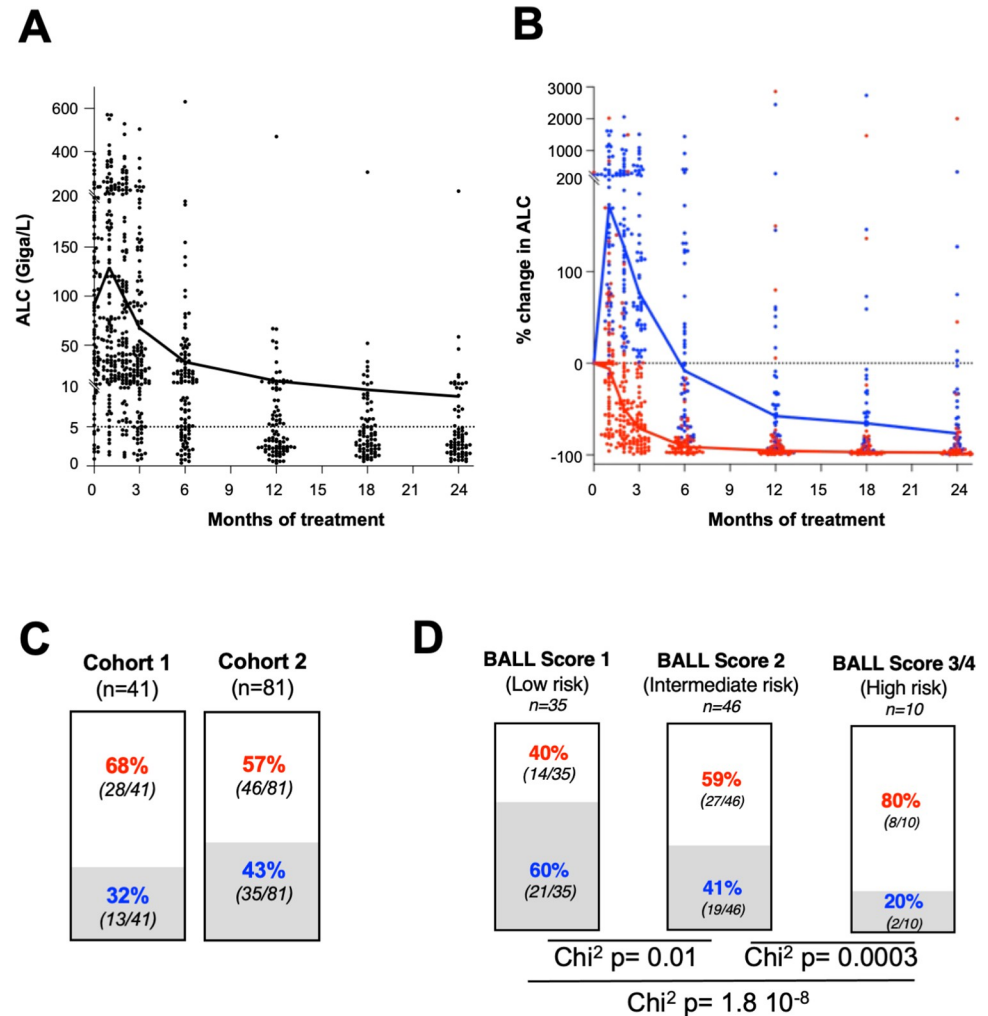 A
B
600
400
200
150
100
50
10
5
0
ALC (Giga/L)
0 3 6 9 12 15 18 21 24
Months of treatment
3000
2000
1000
200
100
0
-100
% change in ALC
0 3 6 9 12 15 18 21 24
Months of treatment
C
Cohort 1
(n=41)
68%
(28/41)
32%
(13/41)
Cohort 2
(n=81)
57%
(46/81)
43%
(35/81)
D
BALL Score 1
(Low risk)
n=35
40%
(14/35)
60%
(21/35)
BALL Score 2
(Intermediate risk)
n=46
59%
(27/46)
41%
(19/46)
BALL Score 3/4
(High risk)
n=10
80%
(8/10)
20%
(2/10)
Chi² p= 0.01
Chi² p= 0.0003
Chi² p= 1.8 10⁻⁸